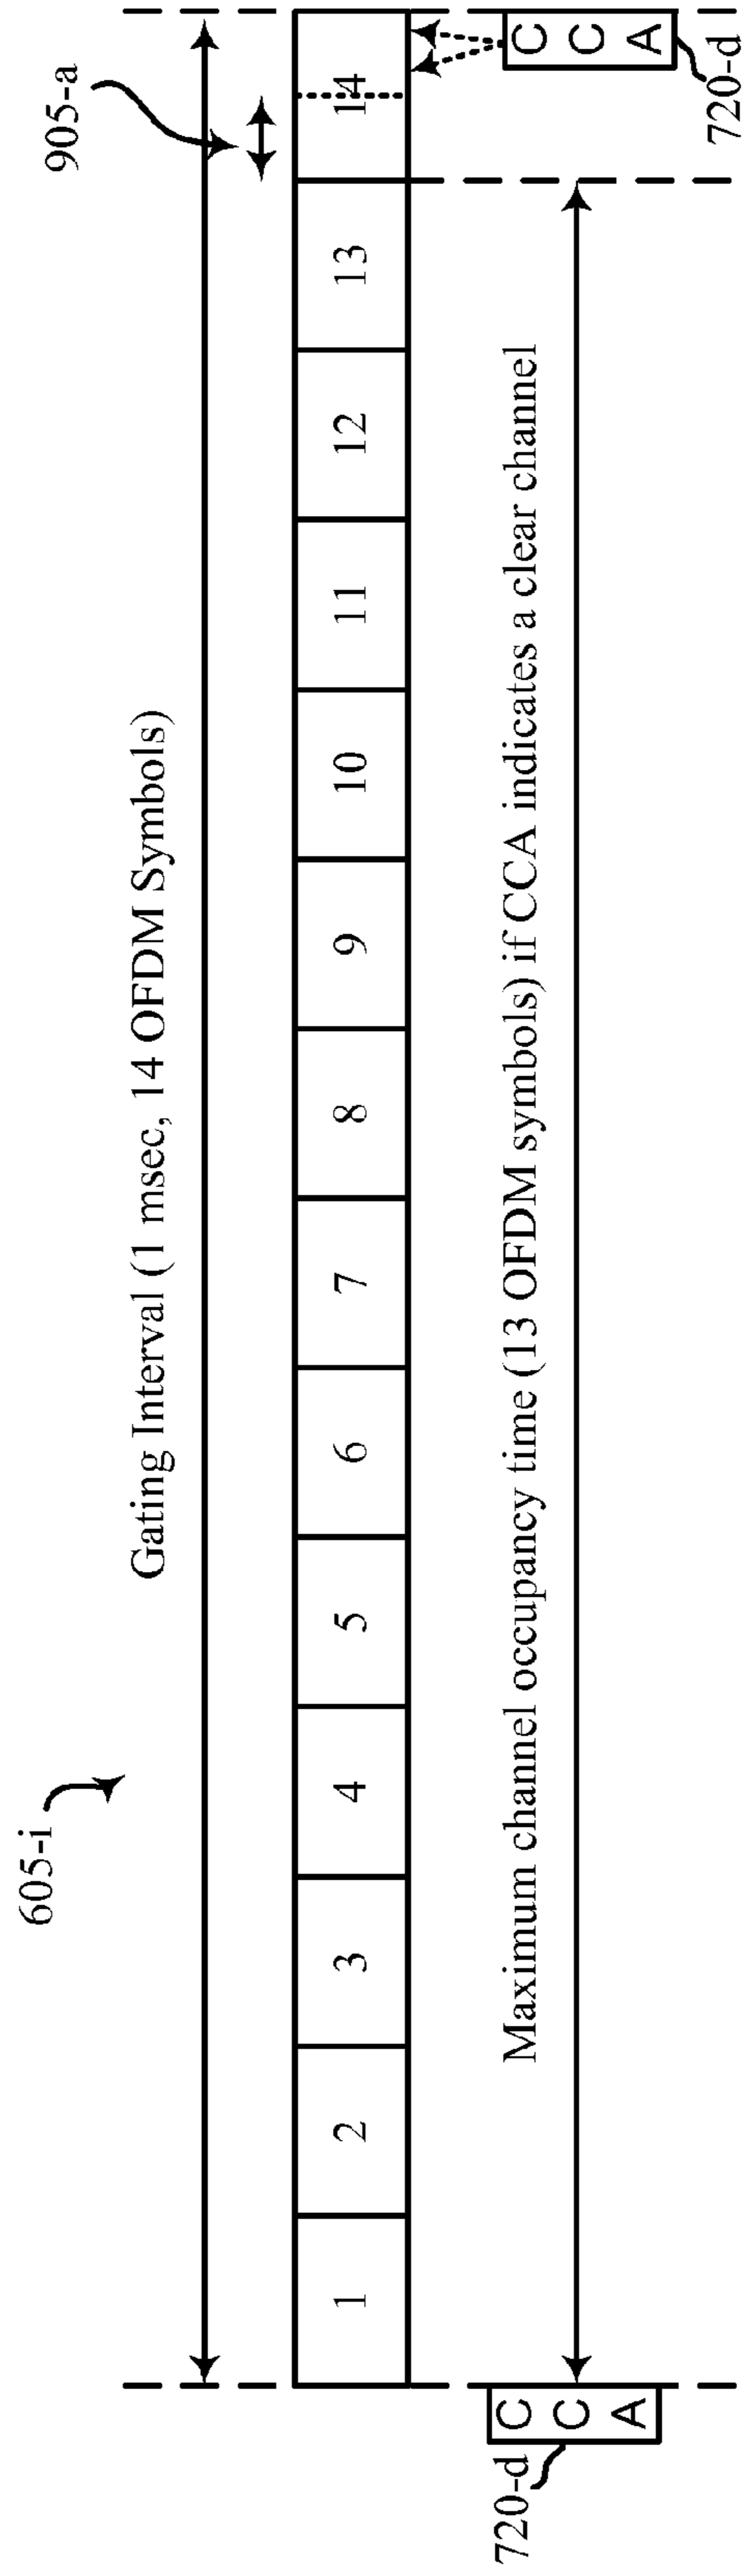 605-i
905-a
Gating Interval (1 msec, 14 OFDM Symbols)
1 2 3 4 5 6 7 8 9 10 11 12 13 14
Maximum channel occupancy time (13 OFDM symbols) if CCA indicates a clear channel
CCA
CCA
720-d
720-d